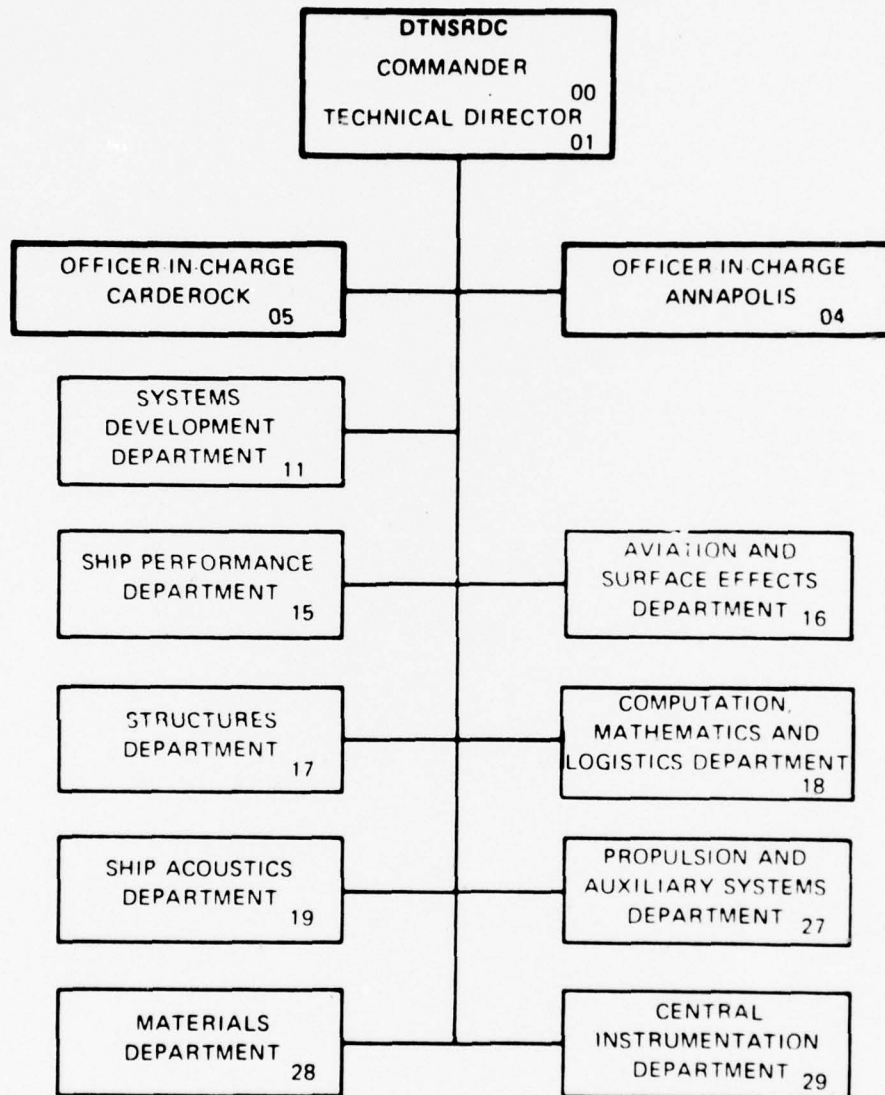 DTNSRDC
COMMANDER
00
TECHNICAL DIRECTOR
01
OFFICER-IN-CHARGE
CARDEROCK
05
OFFICER-IN-CHARGE
ANNAPOLIS
04
SYSTEMS
DEVELOPMENT
DEPARTMENT
11
SHIP PERFORMANCE
DEPARTMENT
15
AVIATION AND
SURFACE EFFECTS
DEPARTMENT
16
STRUCTURES
DEPARTMENT
17
COMPUTATION,
MATHEMATICS AND
LOGISTICS DEPARTMENT
18
SHIP ACOUSTICS
DEPARTMENT
19
PROPULSION AND
AUXILIARY SYSTEMS
DEPARTMENT
27
MATERIALS
DEPARTMENT
28
CENTRAL
INSTRUMENTATION
DEPARTMENT
29